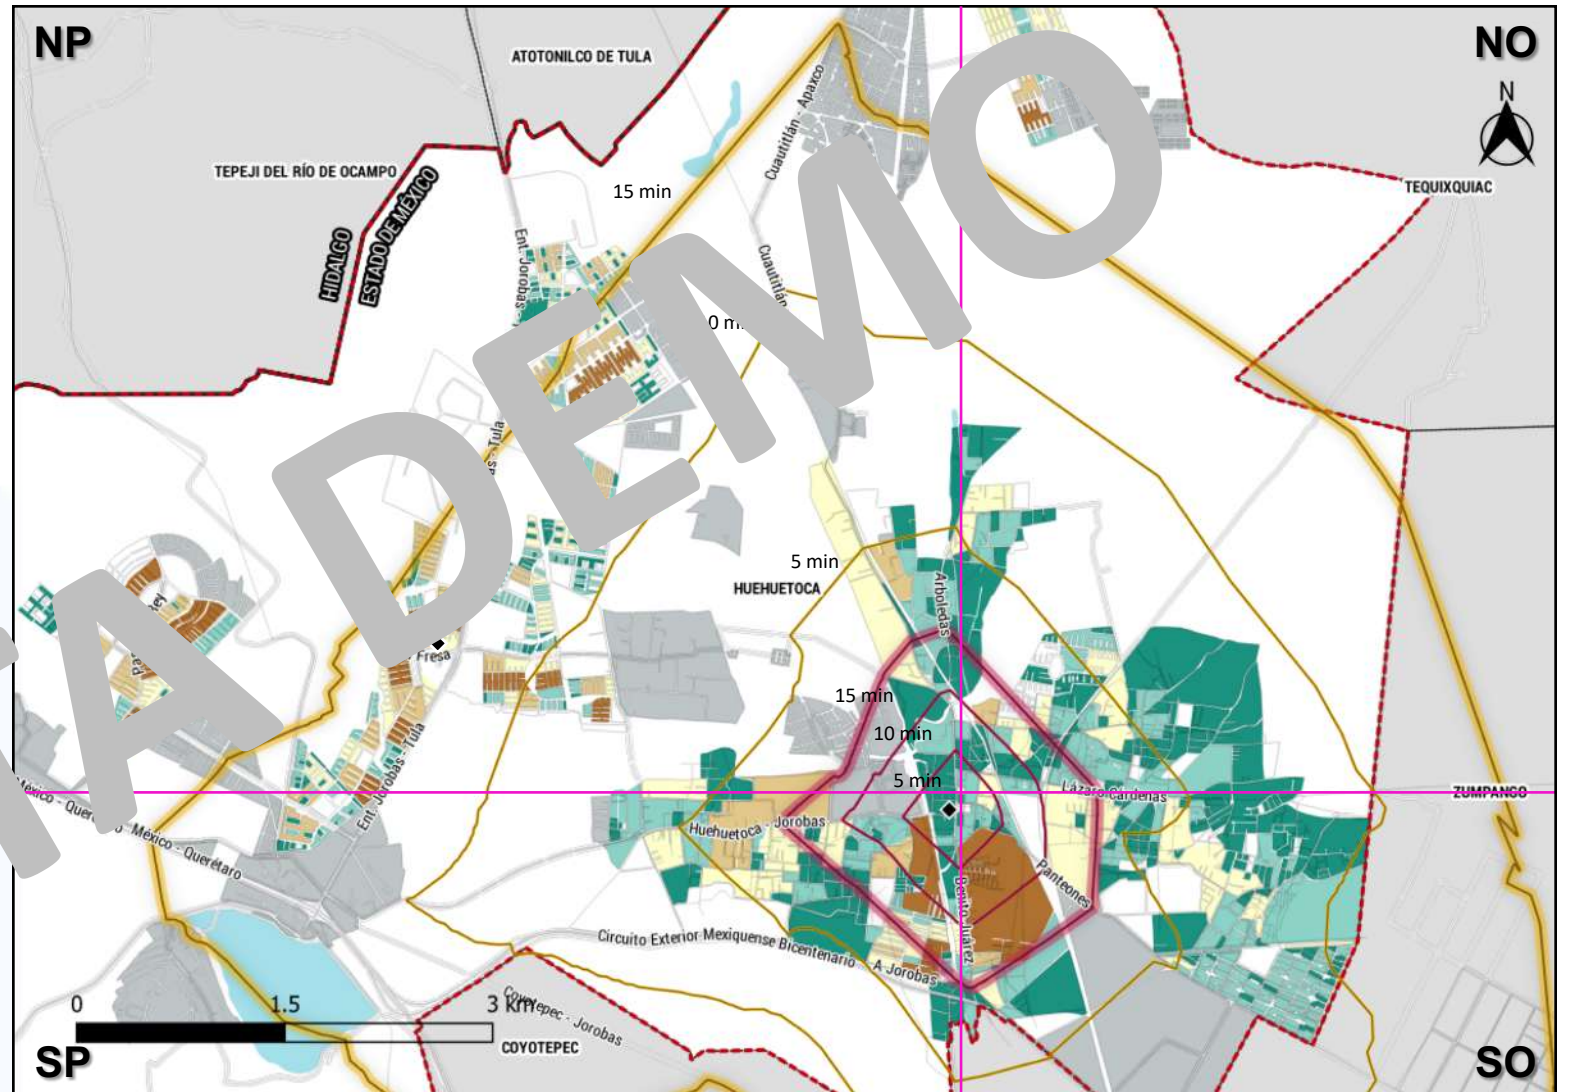 NP
NO
ATOTONILCO DE TULA
N
TEPEJI DEL RÍO DE OCAMPO
TEQUIXQUIAC
HIDALGO
ESTADO DE MÉXICO
Cuautitlán - Apaxco
15 min
Cuautitlán
Ent. Jorobas
DEMO
5 min
HUEHUETOCA
Arboledas
Fresa
15 min
10 min
5 min
Lázaro Cárdenas
ZUMPANGO
México - Querétaro
Ent. Jorobas - Tula
Huehuetoca - Jorobas
Panteones
Benito Juárez
Circuito Exterior Mexiquense Bicentenario
A Jorobas
0 1.5 3 km
Coyotepec - Jorobas
COYOTEPEC
SP
SO